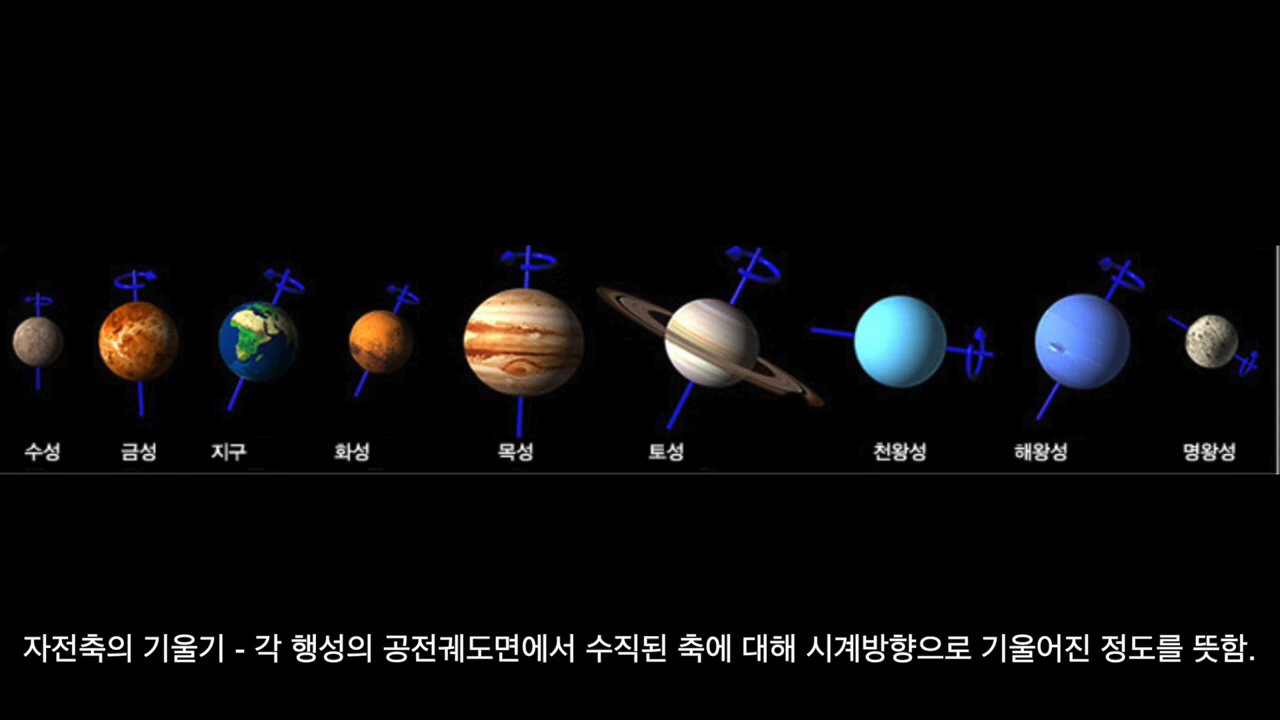 수성 금성 지구 화성 목성 토성 천왕성 해왕성 명왕성
자전축의 기울기 - 각 행성의 공전궤도면에서 수직된 축에 대해 시계방향으로 기울어진 정도를 뜻함.